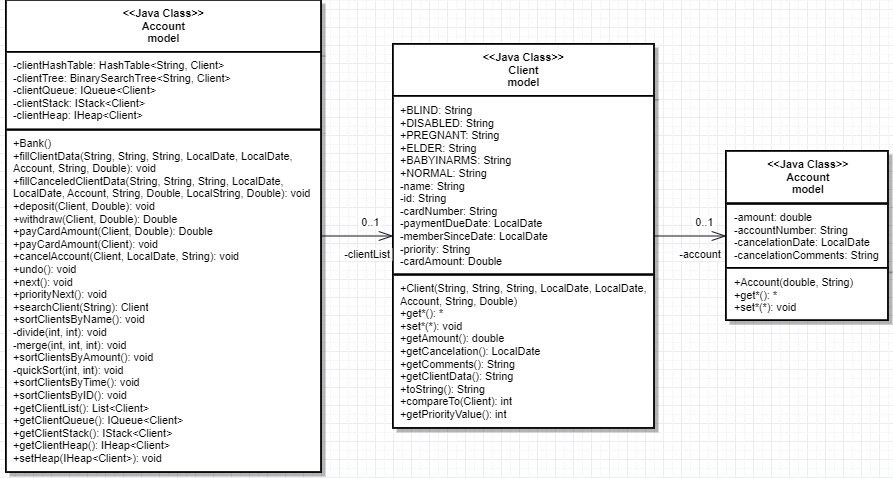 <<Java Class>>
Account
model
-clientHashTable: HashTable<String, Client>
-clientTree: BinarySearchTree<String, Client>
-clientQueue: IQueue<Client>
-clientStack: IStack<Client>
-clientHeap: IHeap<Client>
+Bank()
+fillClientData(String, String, String, LocalDate, LocalDate,
Account, String, Double): void
+fillCanceledClientData(String, String, String, LocalDate,
LocalDate, Account, String, Double, LocalString, Double): void
+deposit(Client, Double): void
+withdraw(Client, Double): Double
+payCardAmount(Client, Double): Double
+payCardAmount(Client): void
+cancelAccount(Client, LocalDate, String): void
+undo(): void
+next(): void
+priorityNext(): void
+searchClient(String): Client
+sortClientsByName(): void
-divide(int, int): void
-merge(int, int, int): void
+sortClientsByAmount(): void
-quickSort(int, int): void
+sortClientsByTime(): void
+sortClientsByID(): void
+getClientList(): List<Client>
+getClientQueue(): IQueue<Client>
+getClientStack(): IStack<Client>
+getClientHeap(): IHeap<Client>
+setHeap(IHeap<Client>): void
0..1
-clientList
<<Java Class>>
Client
model
+BLIND: String
+DISABLED: String
+PREGNANT: String
+ELDER: String
+BABYINARMS: String
+NORMAL: String
-name: String
-id: String
-cardNumber: String
-paymentDueDate: LocalDate
-memberSinceDate: LocalDate
-priority: String
-cardAmount: Double
+Client(String, String, String, LocalDate, LocalDate,
Account, String, Double)
+get*(): *
+set*(*): void
+getAmount(): double
+getCancelation(): LocalDate
+getComments(): String
+getClientData(): String
+toString(): String
+compareTo(Client): int
+getPriorityValue(): int
0..1
-account
<<Java Class>>
Account
model
-amount: double
-accountNumber: String
-cancelationDate: LocalDate
-cancelationComments: String
+Account(double, String)
+get*(): *
+set*(*): void